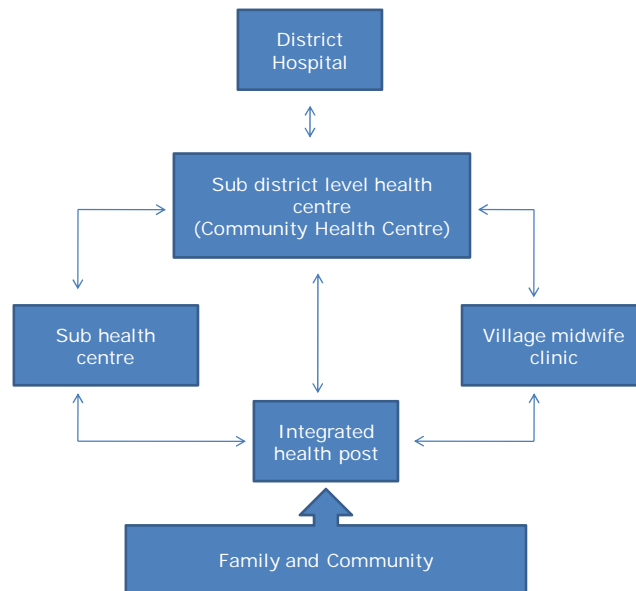 District
Hospital
Sub district level health
centre
(Community Health Centre)
Sub health
centre
Village midwife
clinic
Integrated
health post
Family and Community